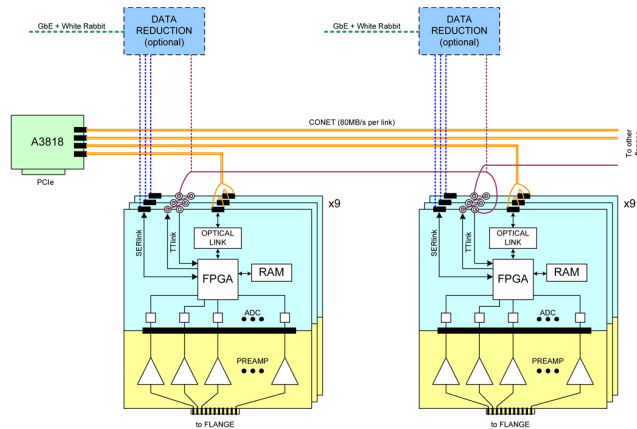 GbE + White Rabbit
DATA
REDUCTION
(optional)
GbE + White Rabbit
DATA
REDUCTION
(optional)
A3818
PCIe
CONET (80MB/s per link)
To other
x9
x9
SERlink
TTlink
OPTICAL
LINK
FPGA
RAM
ADC
PREAMP
to FLANGE
SERlink
TTlink
OPTICAL
LINK
FPGA
RAM
ADC
PREAMP
to FLANGE